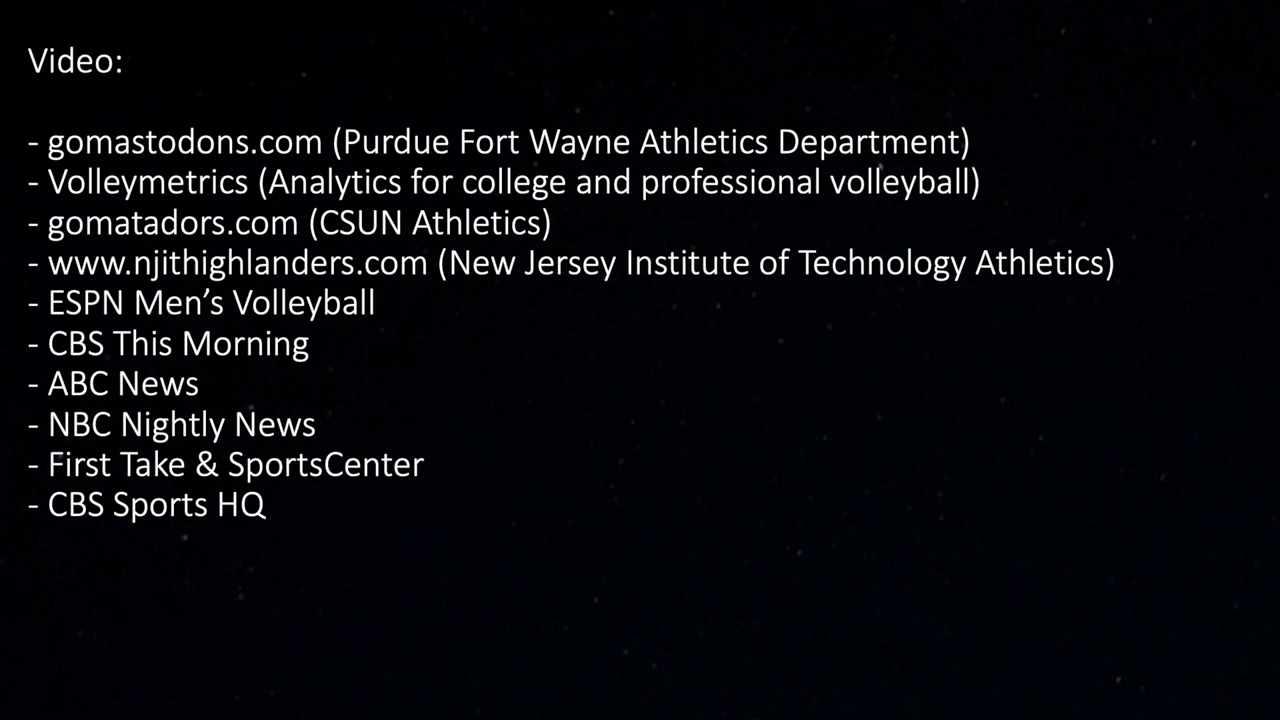 Video:
- gomastodons.com (Purdue Fort Wayne Athletics Department)
- Volleymetrics (Analytics for college and professional volleyball)
- gomatadors.com (CSUN Athletics)
- www.njithighlanders.com (New Jersey Institute of Technology Athletics)
- ESPN Men’s Volleyball
- CBS This Morning
- ABC News
- NBC Nightly News
- First Take & SportsCenter
- CBS Sports HQ